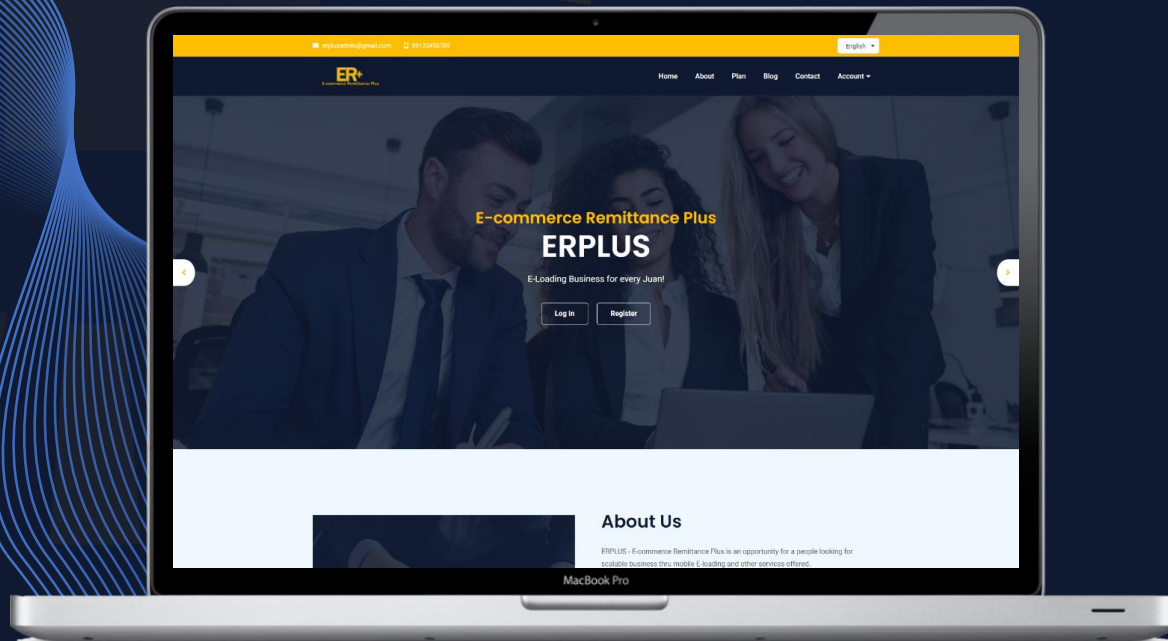 erplusadmin@gmail.com 09123456789
English
ER+
E-commerce Remittance Plus
Home About Plan Blog Contact Account
E-commerce Remittance Plus
ERPLUS
E-Loading Business for every Juan!
Log In Register
About Us
ERPLUS - E-commerce Remittance Plus is an opportunity for a people looking for
scalable business thru mobile E-loading and other services offered.
MacBook Pro